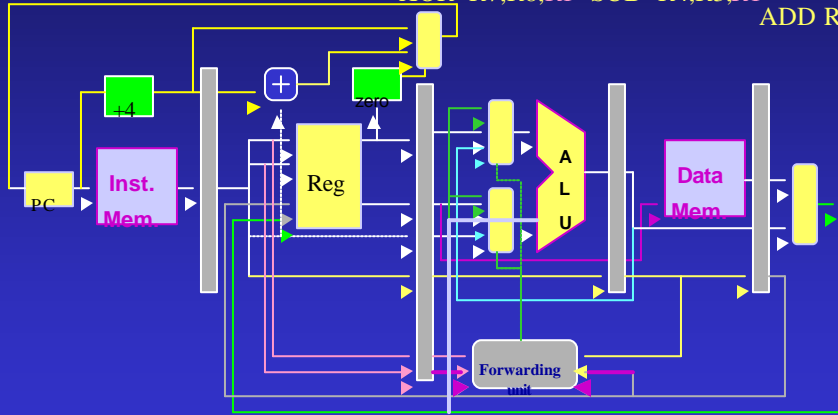 ADD R
+4
zero
PC
Inst.
Mem.
Reg
A
L
U
Data
Mem.
Forwarding
unit